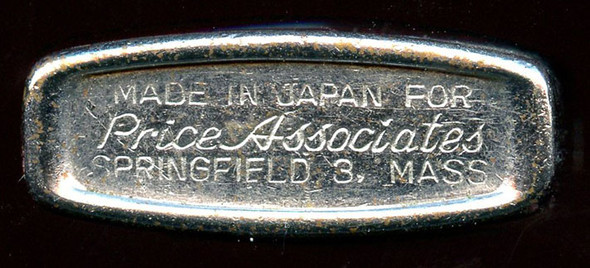 MADE IN JAPAN FOR
Price Associates
SPRINGFIELD 3, MASS